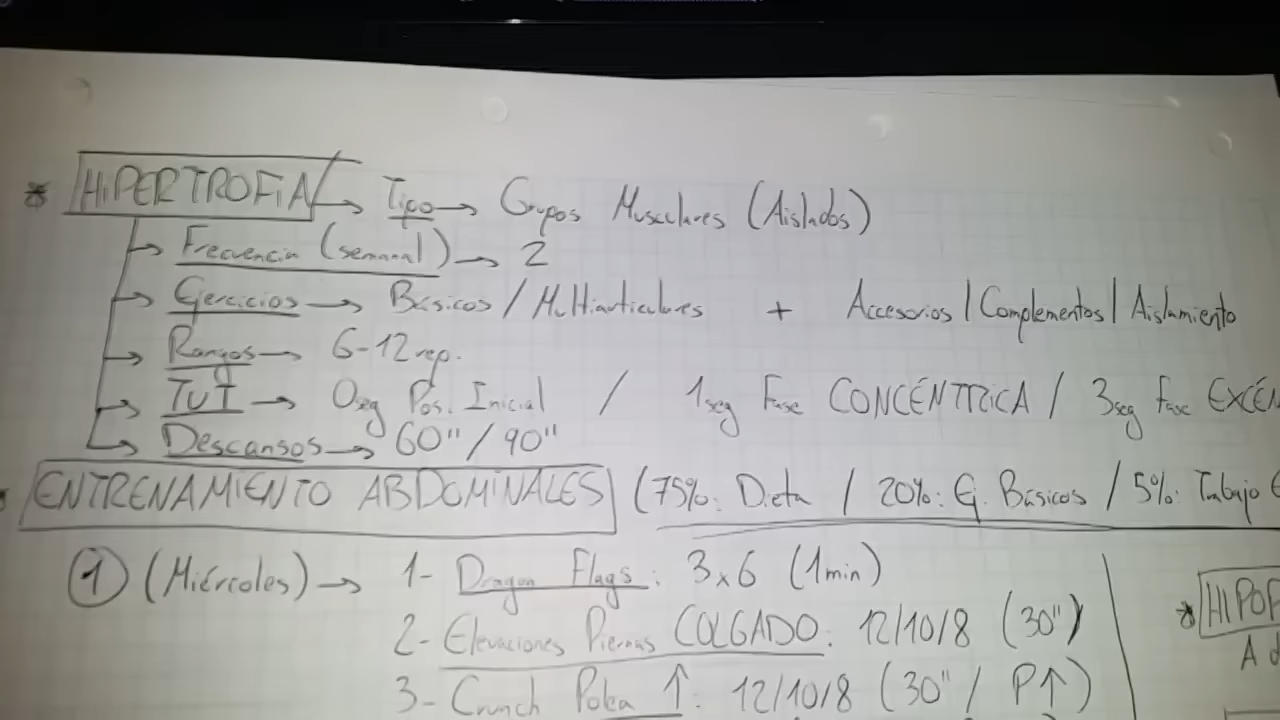 * HIPERTROFIA → Tipo → Grupos Musculares (Aislados)
→ Frecuencia (semanal) → 2
→ Ejercicios → Básicos / Multiarticulares + Accesorios | Complementos | Aislamiento
→ Rangos → 6-12 rep.
→ TUT → 0seg Pos. Inicial / 1seg Fase CONCÉNTRICA / 3seg Fase EXCÉN
→ Descansos → 60" / 90"
ENTRENAMIENTO ABDOMINALES (75%: Dieta / 20%: Ej. Básicos / 5%: Trabajo E
① (Miércoles) → 1- Dragon Flags: 3x6 (1min)
2- Elevaciones Piernas COLGADO: 12/10/8 (30")
3- Crunch Polea ↑: 12/10/8 (30" / P↑)
* HIPOP
A d